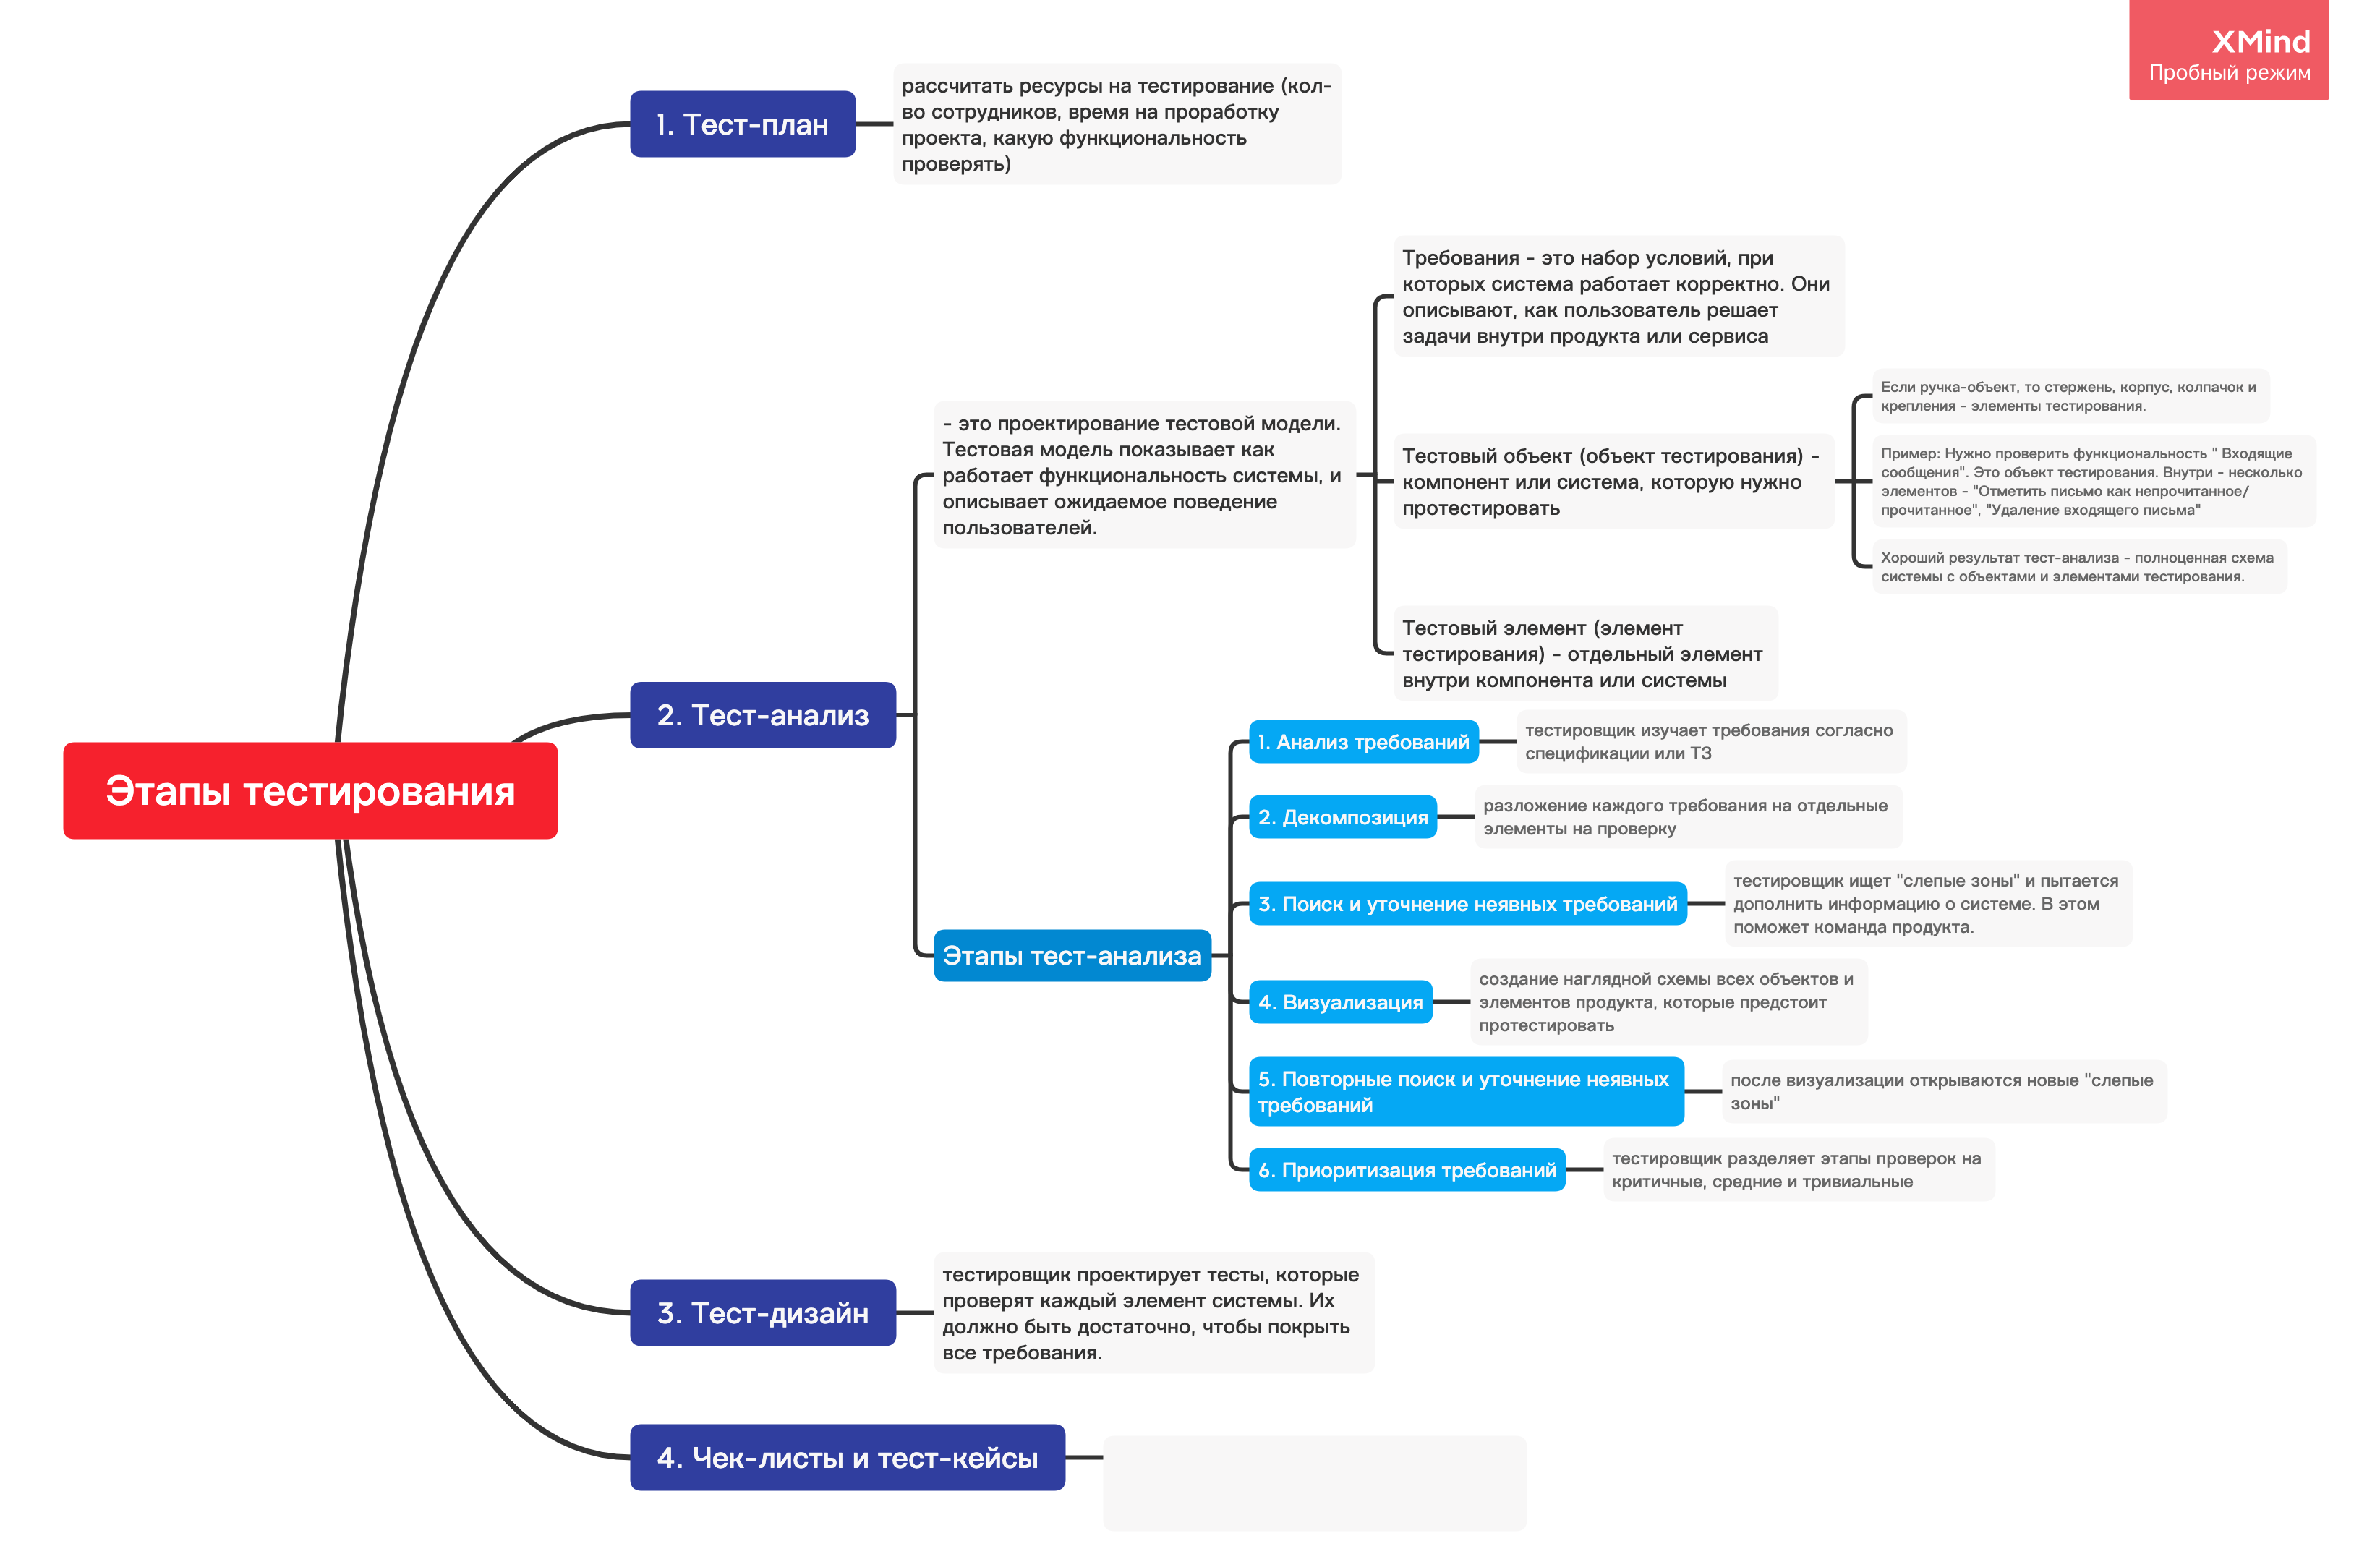 XMind
Пробный режим
Этапы тестирования
1. Тест-план
рассчитать ресурсы на тестирование (кол-
во сотрудников, время на проработку
проекта, какую функциональность
проверять)
2. Тест-анализ
- это проектирование тестовой модели.
Тестовая модель показывает как
работает функциональность системы, и
описывает ожидаемое поведение
пользователей.
Требования - это набор условий, при
которых система работает корректно. Они
описывают, как пользователь решает
задачи внутри продукта или сервиса
Тестовый объект (объект тестирования) -
компонент или система, которую нужно
протестировать
Если ручка-объект, то стержень, корпус, колпачок и
крепления - элементы тестирования.
Пример: Нужно проверить функциональность " Входящие
сообщения". Это объект тестирования. Внутри - несколько
элементов - "Отметить письмо как непрочитанное/
прочитанное", "Удаление входящего письма"
Хороший результат тест-анализа - полноценная схема
системы с объектами и элементами тестирования.
Тестовый элемент (элемент
тестирования) - отдельный элемент
внутри компонента или системы
Этапы тест-анализа
1. Анализ требований
тестировщик изучает требования согласно
спецификации или ТЗ
2. Декомпозиция
разложение каждого требования на отдельные
элементы на проверку
3. Поиск и уточнение неявных требований
тестировщик ищет "слепые зоны" и пытается
дополнить информацию о системе. В этом
поможет команда продукта.
4. Визуализация
создание наглядной схемы всех объектов и
элементов продукта, которые предстоит
протестировать
5. Повторные поиск и уточнение неявных
требований
после визуализации открываются новые "слепые
зоны"
6. Приоритизация требований
тестировщик разделяет этапы проверок на
критичные, средние и тривиальные
3. Тест-дизайн
тестировщик проектирует тесты, которые
проверят каждый элемент системы. Их
должно быть достаточно, чтобы покрыть
все требования.
4. Чек-листы и тест-кейсы